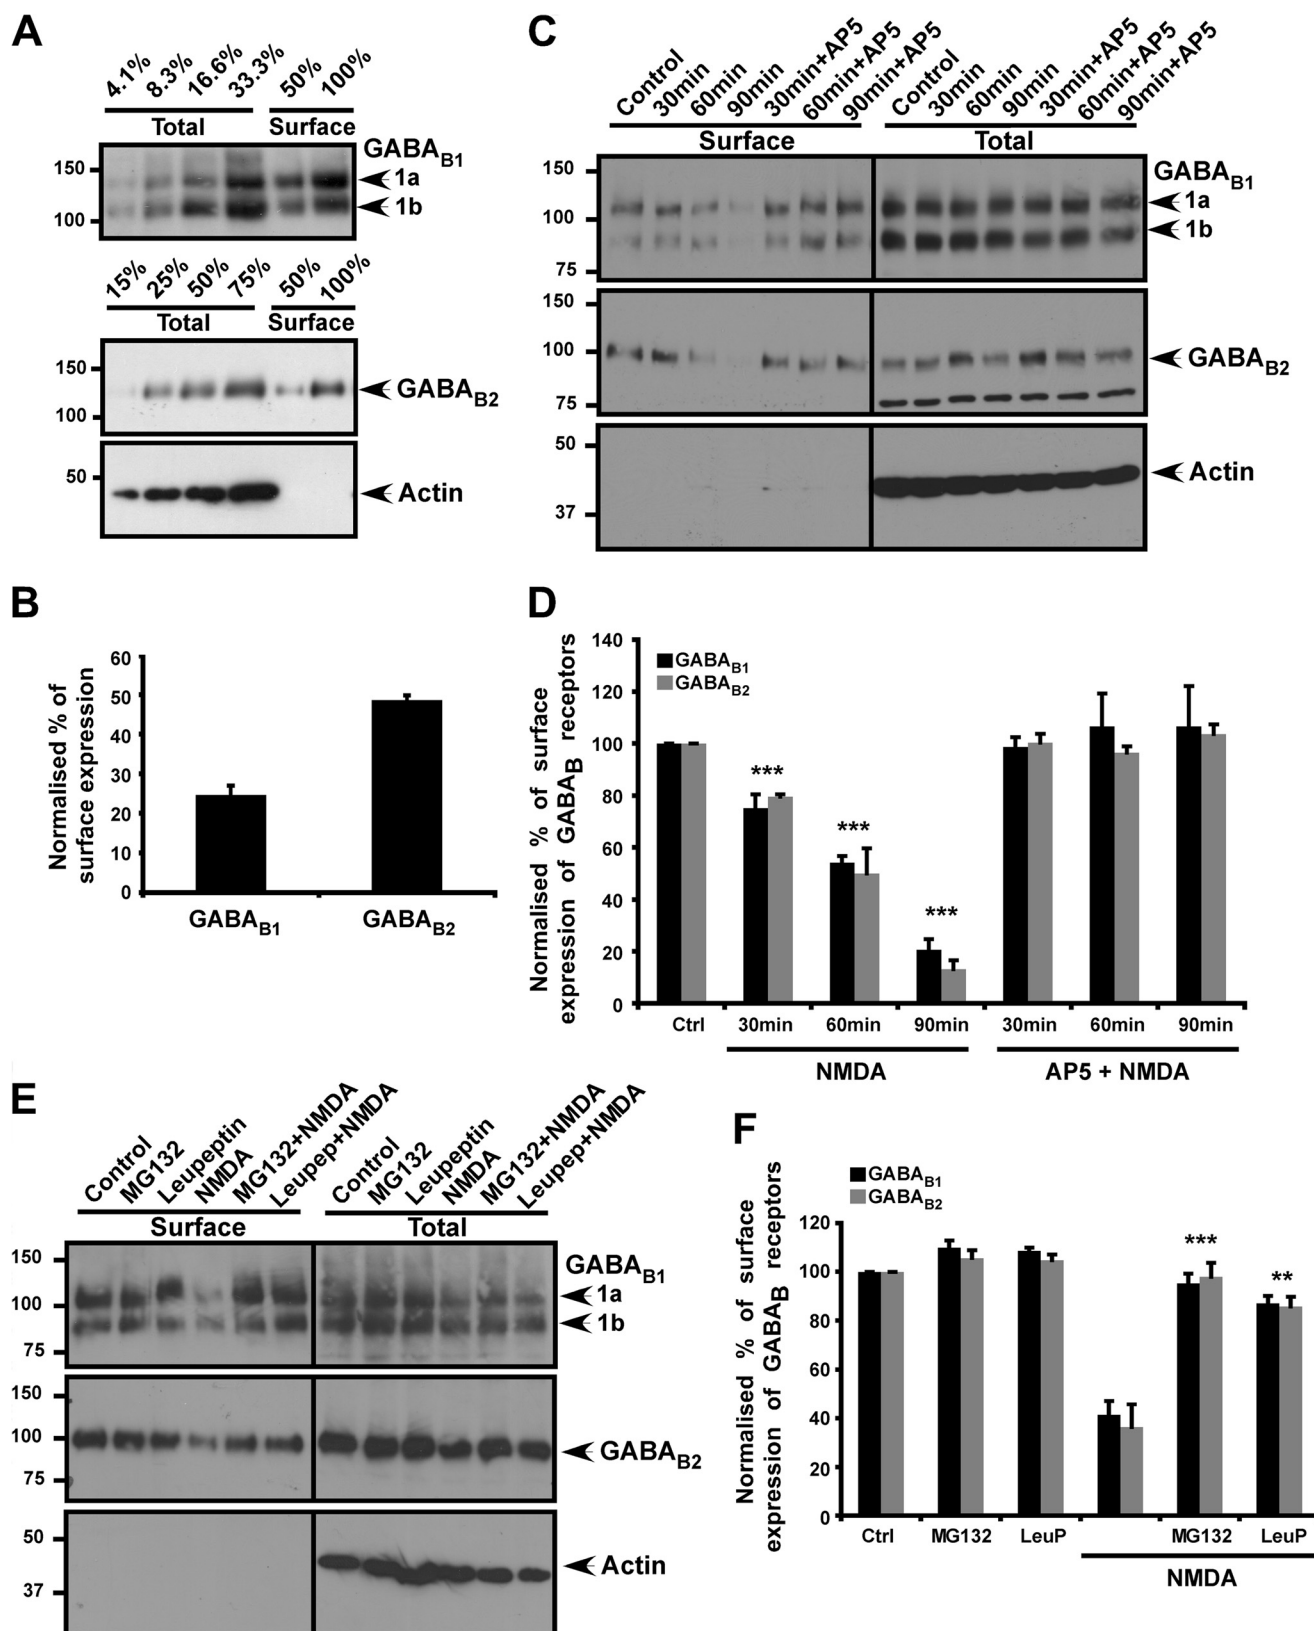 A
4.1% 8.3% 16.6% 33.3% 50% 100%
Total Surface
GABAB1
150
1a
1b
100
15% 25% 50% 75% 50% 100%
Total Surface
150
GABAB2
100
50
Actin
C
Control 30min 60min 90min 30min+AP5 60min+AP5 90min+AP5 Control 30min 60min 90min 30min+AP5 60min+AP5 90min+AP5
Surface Total
GABAB1
150
1a
100
1b
75
150
100
GABAB2
75
50
Actin
37
B
Normalised % of
surface expression
60
50
40
30
20
10
0
GABAB1 GABAB2
D
Normalised % of surface
expression of GABAB receptors
140
120
100
80
60
40
20
0
GABAB1
GABAB2
***
***
***
Ctrl 30min 60min 90min 30min 60min 90min
NMDA AP5 + NMDA
E
Control MG132 Leupeptin NMDA MG132+NMDA Leupep+NMDA Control MG132 Leupeptin NMDA MG132+NMDA Leupep+NMDA
Surface Total
GABAB1
150
1a
100
1b
75
150
100
GABAB2
75
50
Actin
37
F
Normalised % of surface
expression of GABAB receptors
GABAB1
GABAB2
120
100
80
60
40
20
0
***
**
Ctrl MG132 LeuP MG132 LeuP
NMDA